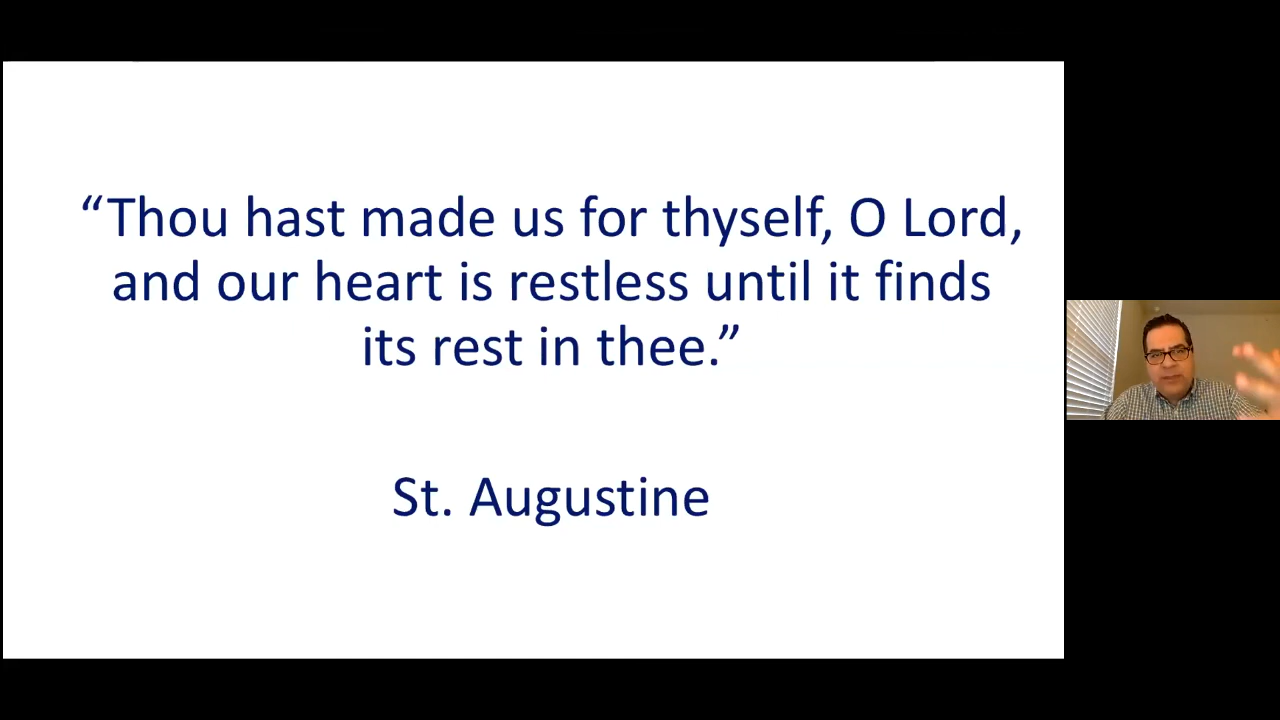 “Thou hast made us for thyself, O Lord,
and our heart is restless until it finds
its rest in thee.”
St. Augustine